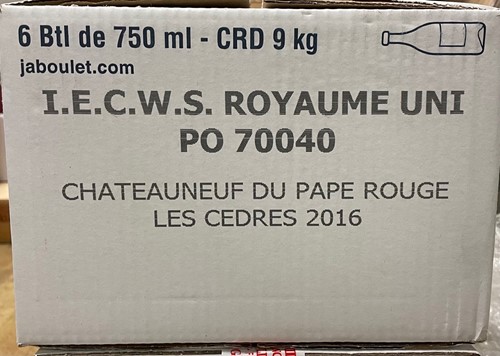 6 Btl de 750 ml - CRD 9 kg
jaboulet.com
I.E.C.W.S. ROYAUME UNI
PO 70040
CHATEAUNEUF DU PAPE ROUGE
LES CEDRES 2016